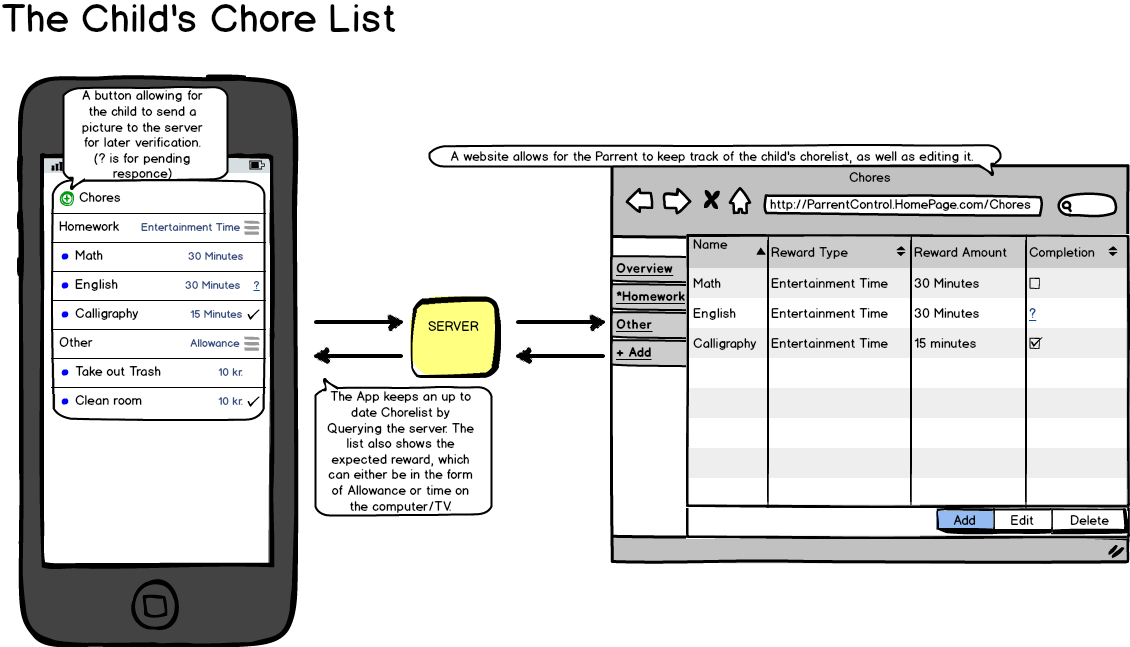 The Child's Chore List
A button allowing for
the child to send a
picture to the server
for later verification.
(? is for pending
responce)
Chores
Homework Entertainment Time
Math 30 Minutes
English 30 Minutes ?
Calligraphy 15 Minutes
Other Allowance
Take out Trash 10 kr.
Clean room 10 kr.
SERVER
The App keeps an up to
date Chorelist by
Querying the server. The
list also shows the
expected reward, which
can either be in the form
of Allowance or time on
the computer/TV.
A website allows for the Parrent to keep track of the child's chorelist, as well as editing it.
Chores
http://ParrentControl.HomePage.com/Chores
Overview
*Homework
Other
+ Add
Name Reward Type Reward Amount Completion
Math Entertainment Time 30 Minutes
English Entertainment Time 30 Minutes ?
Calligraphy Entertainment Time 15 minutes
Add Edit Delete